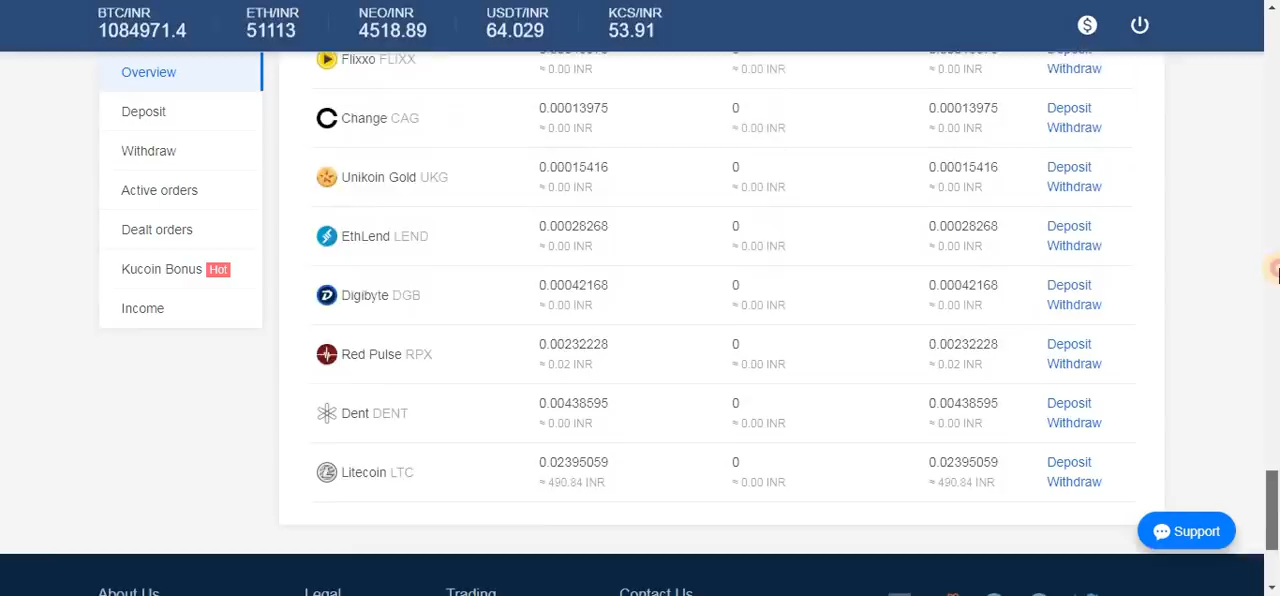 BTC/INR ETH/INR NEO/INR USDT/INR KCS/INR
1084971.4 51113 4518.89 64.029 53.91
Overview
Deposit
Withdraw
Active orders
Dealt orders
Kucoin Bonus Hot
Income
Flixxo FLIXX Deposit
≈ 0.00 INR ≈ 0.00 INR ≈ 0.00 INR Withdraw
Change CAG 0.00013975 0 0.00013975 Deposit
≈ 0.00 INR ≈ 0.00 INR ≈ 0.00 INR Withdraw
Unikoin Gold UKG 0.00015416 0 0.00015416 Deposit
≈ 0.00 INR ≈ 0.00 INR ≈ 0.00 INR Withdraw
EthLend LEND 0.00028268 0 0.00028268 Deposit
≈ 0.00 INR ≈ 0.00 INR ≈ 0.00 INR Withdraw
Digibyte DGB 0.00042168 0 0.00042168 Deposit
≈ 0.00 INR ≈ 0.00 INR ≈ 0.00 INR Withdraw
Red Pulse RPX 0.00232228 0 0.00232228 Deposit
≈ 0.02 INR ≈ 0.00 INR ≈ 0.02 INR Withdraw
Dent DENT 0.00438595 0 0.00438595 Deposit
≈ 0.00 INR ≈ 0.00 INR ≈ 0.00 INR Withdraw
Litecoin LTC 0.02395059 0 0.02395059 Deposit
≈ 490.84 INR ≈ 0.00 INR ≈ 490.84 INR Withdraw
Support
About Us Legal Trading Contact Us